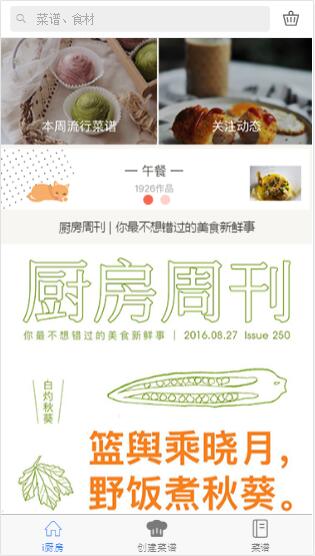 菜谱、食材
本周流行菜谱
关注动态
午餐
1926作品
厨房周刊 | 你最不想错过的美食新鲜事
厨房周刊
你最不想错过的美食新鲜事 | 2016.08.27 Issue 250
白灼秋葵
篮舆乘晓月，
野饭煮秋葵。
i厨房
创建菜谱
菜谱